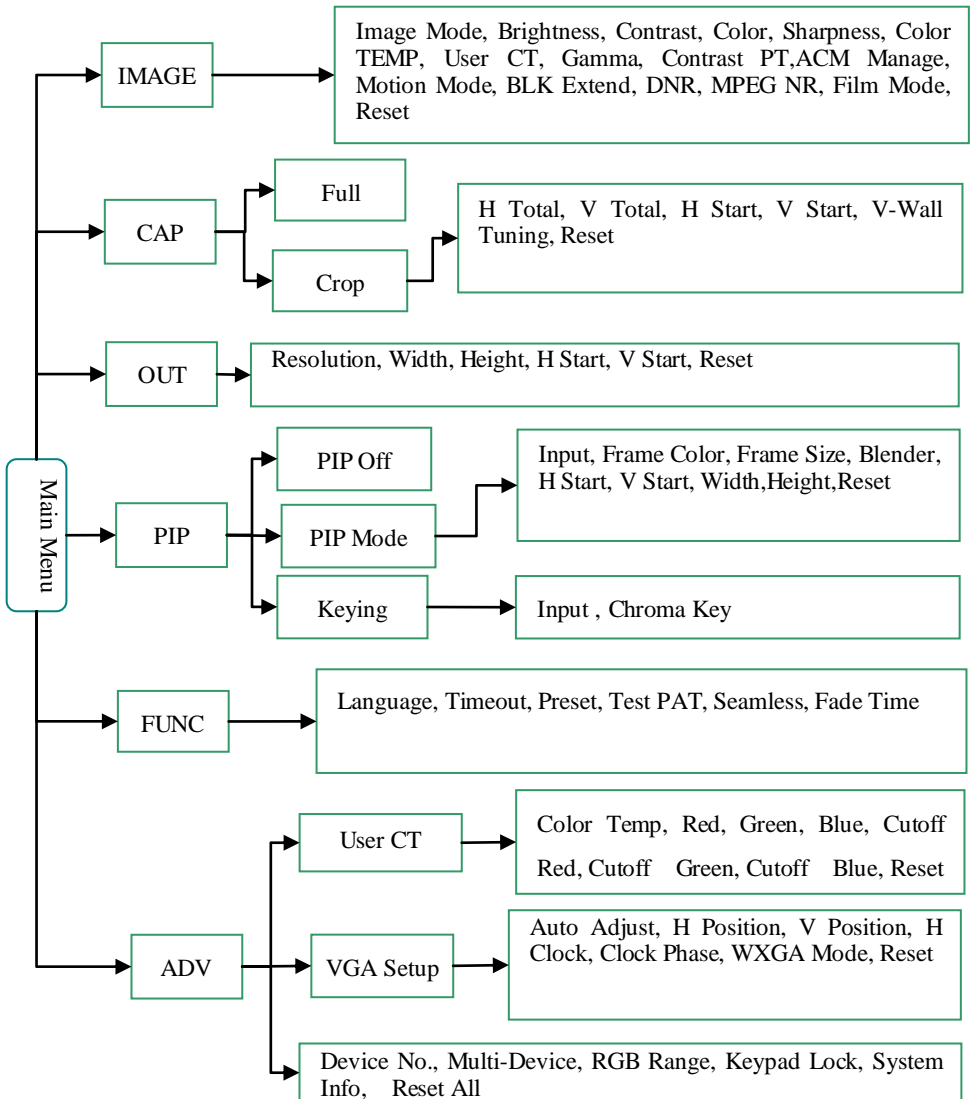 Image Mode, Brightness, Contrast, Color, Sharpness, Color
TEMP, User CT, Gamma, Contrast PT,ACM Manage,
Motion Mode, BLK Extend, DNR, MPEG NR, Film Mode,
Reset
IMAGE
Full
H Total, V Total, H Start, V Start, V-Wall
Tuning, Reset
CAP
Crop
OUT
Resolution, Width, Height, H Start, V Start, Reset
Main Menu
PIP Off
Input, Frame Color, Frame Size, Blender,
H Start, V Start, Width,Height,Reset
PIP
PIP Mode
Keying
Input , Chroma Key
FUNC
Language, Timeout, Preset, Test PAT, Seamless, Fade Time
User CT
Color Temp, Red, Green, Blue, Cutoff
Red, Cutoff Green, Cutoff Blue, Reset
ADV
VGA Setup
Auto Adjust, H Position, V Position, H
Clock, Clock Phase, WXGA Mode, Reset
Device No., Multi-Device, RGB Range, Keypad Lock, System
Info, Reset All